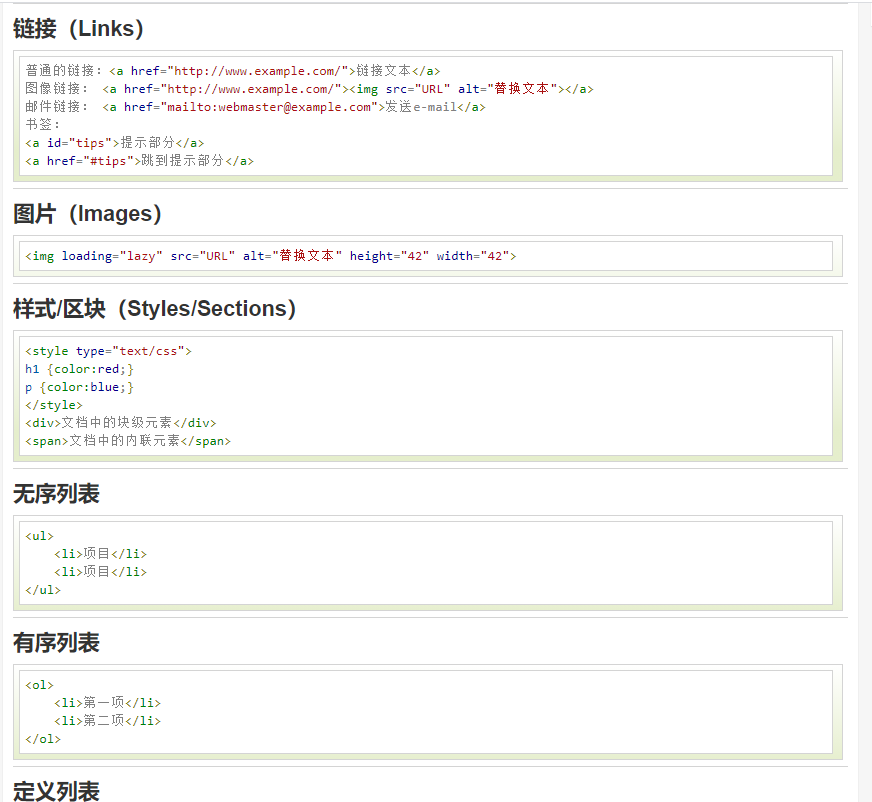 链接（Links）
普通的链接：<a href="http://www.example.com/">链接文本</a>
图像链接： <a href="http://www.example.com/"><img src="URL" alt="替换文本"></a>
邮件链接： <a href="mailto:webmaster@example.com">发送e-mail</a>
书签：
<a id="tips">提示部分</a>
<a href="#tips">跳到提示部分</a>
图片（Images）
<img loading="lazy" src="URL" alt="替换文本" height="42" width="42">
样式/区块（Styles/Sections）
<style type="text/css">
h1 {color:red;}
p {color:blue;}
</style>
<div>文档中的块级元素</div>
<span>文档中的内联元素</span>
无序列表
<ul>
    <li>项目</li>
    <li>项目</li>
</ul>
有序列表
<ol>
    <li>第一项</li>
    <li>第二项</li>
</ol>
定义列表